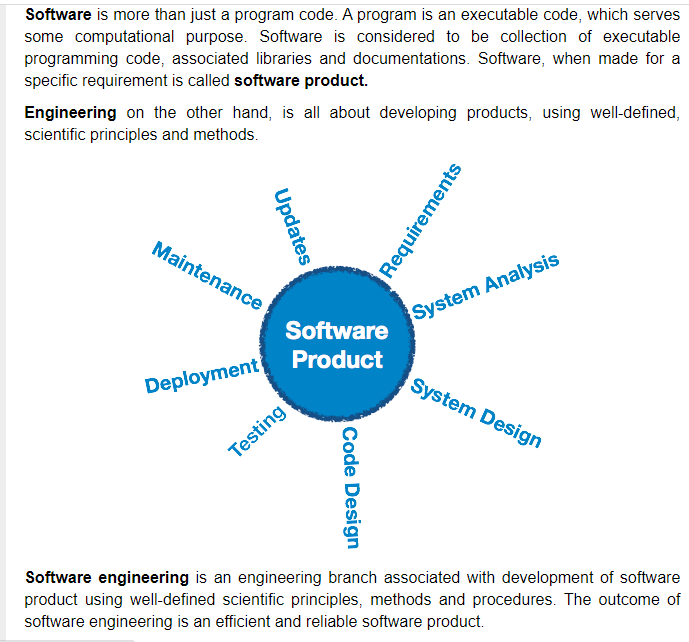 Software is more than just a program code. A program is an executable code, which serves
some computational purpose. Software is considered to be collection of executable
programming code, associated libraries and documentations. Software, when made for a
specific requirement is called software product.
Engineering on the other hand, is all about developing products, using well-defined,
scientific principles and methods.
Updates
Requirements
Maintenance
System Analysis
Software
Product
Deployment
System Design
Testing
Code Design
Software engineering is an engineering branch associated with development of software
product using well-defined scientific principles, methods and procedures. The outcome of
software engineering is an efficient and reliable software product.